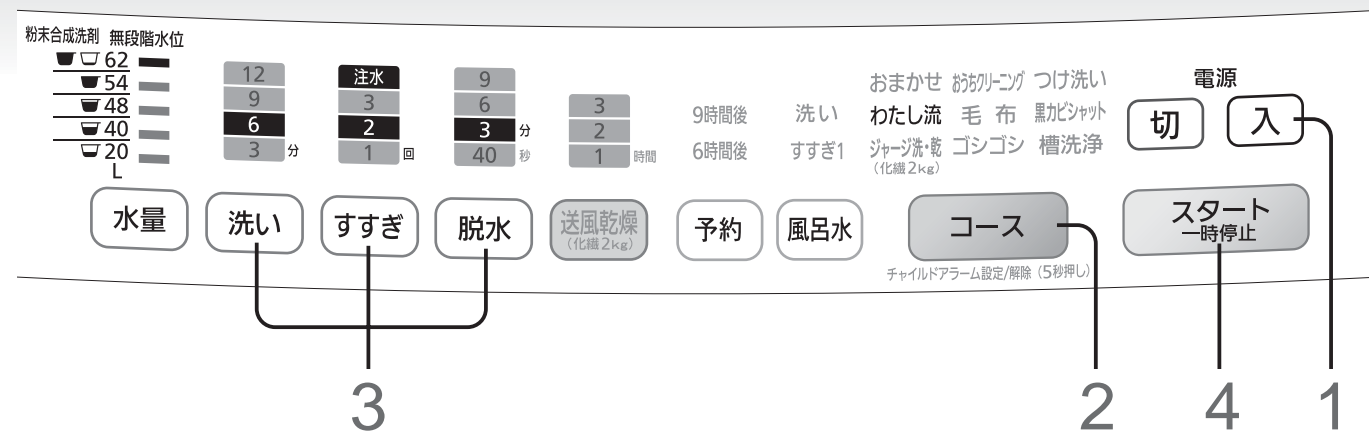 粉末合成洗剤 無段階水位
62
54
48
40
20
L
12
9
6
3 分
注水
3
2
1 回
9
6
3 分
40 秒
3
2
1 時間
9時間後
6時間後
洗い
すすぎ1
おまかせ おうちクリーニング つけ洗い
わたし流 毛布 黒カビシャット
ジャージ洗・乾 ゴシゴシ 槽洗浄
(化繊2kg)
電源
切 入
水量 洗い すすぎ 脱水 送風乾燥 予約 風呂水 コース スタート
(化繊2kg) 一時停止
チャイルドアラーム設定/解除(5秒押し)
3 2 4 1